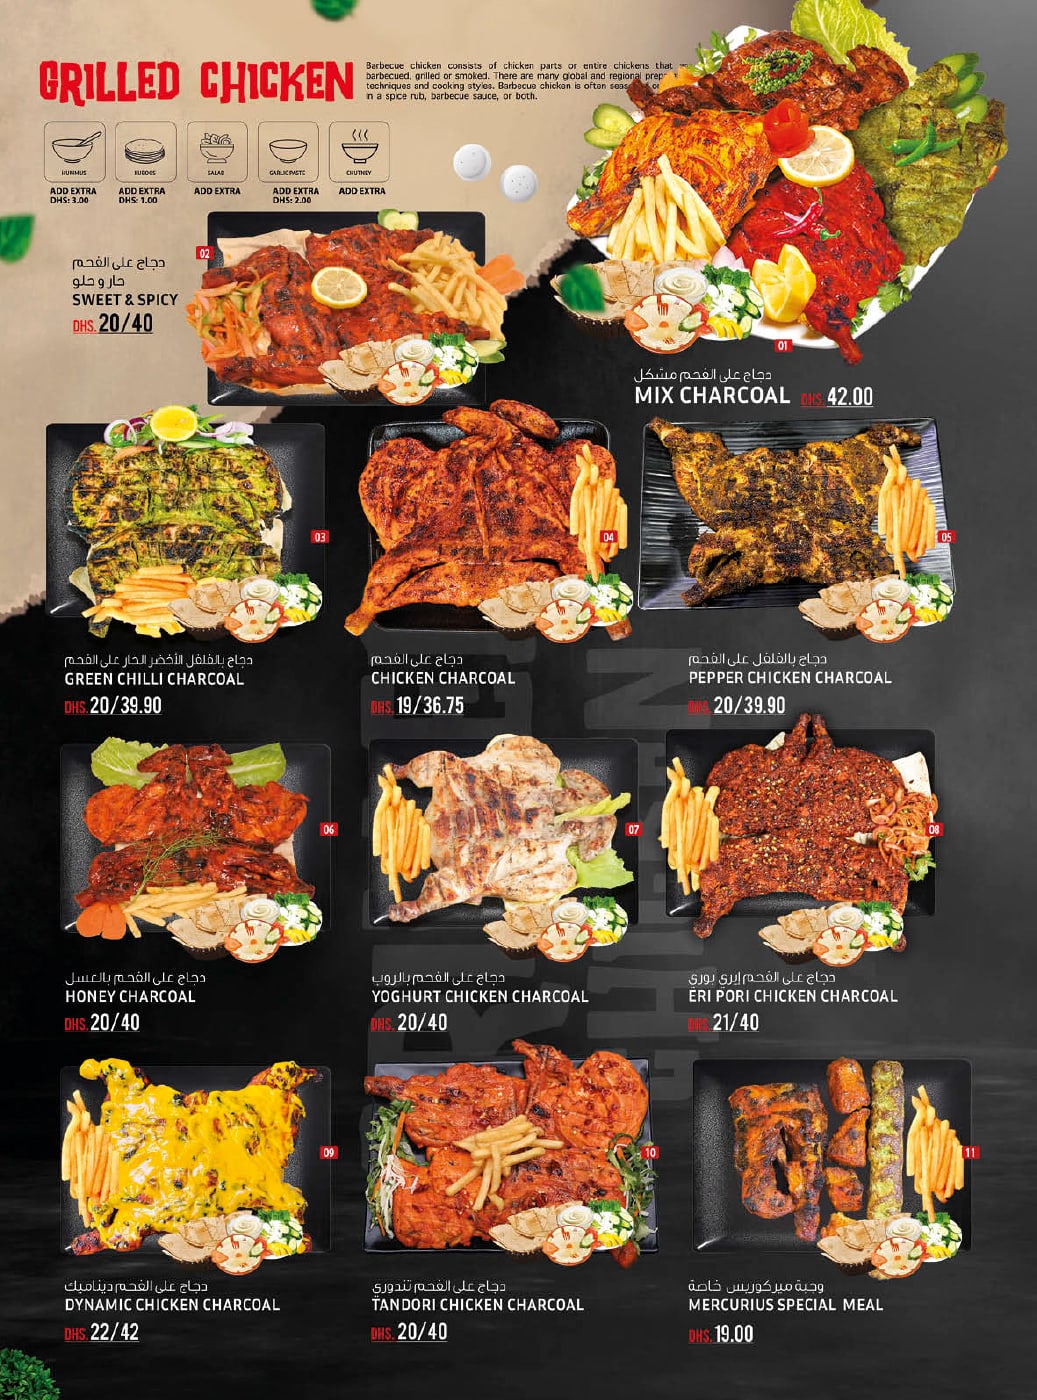 GRILLED CHICKEN
Barbecue chicken consists of chicken parts or entire chickens that
barbecued, grilled or smoked. There are many global and regional
techniques and cooking styles. Barbecue chicken is often
in a spice rub, barbecue sauce, or both.
HUMMUS
KUBOOS
SALAD
GARLIC PASTE
CHUTNEY
ADD EXTRA
DHS: 3.00
ADD EXTRA
DHS: 1.00
ADD EXTRA
ADD EXTRA
DHS: 2.00
ADD EXTRA
02
دجاج على الفحم
حار و حلو
SWEET & SPICY
DHS. 20/40
01
دجاج على الفحم مشكل
MIX CHARCOAL DHS. 42.00
03
دجاج بالفلفل الأخضر الحار على الفحم
GREEN CHILLI CHARCOAL
DHS. 20/39.90
04
دجاج على الفحم
CHICKEN CHARCOAL
DHS. 19/36.75
05
دجاج بالفلفل على الفحم
PEPPER CHICKEN CHARCOAL
DHS. 20/39.90
06
دجاج على الفحم بالعسل
HONEY CHARCOAL
DHS. 20/40
07
دجاج على الفحم بالروب
YOGHURT CHICKEN CHARCOAL
DHS. 20/40
08
دجاج على الفحم إيري بوري
ERI PORI CHICKEN CHARCOAL
DHS. 21/40
09
دجاج على الفحم ديناميك
DYNAMIC CHICKEN CHARCOAL
DHS. 22/42
10
دجاج على الفحم تندوري
TANDORI CHICKEN CHARCOAL
DHS. 20/40
11
وجبة ميركوريس خاصة
MERCURIUS SPECIAL MEAL
DHS. 19.00